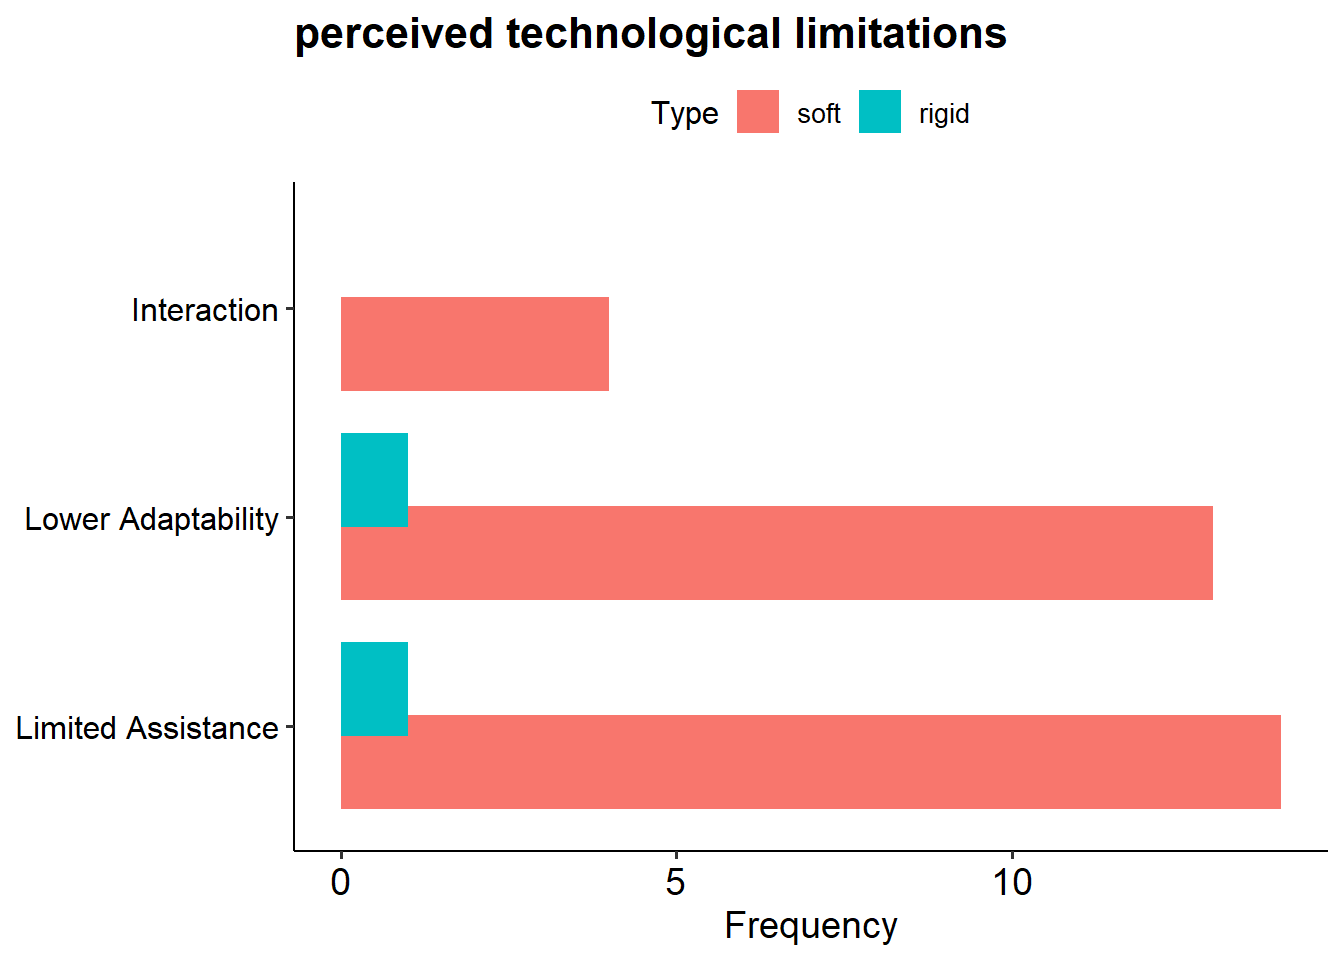 perceived technological limitations
Type soft rigid
Interaction
Lower Adaptability
Limited Assistance
0 5 10
Frequency